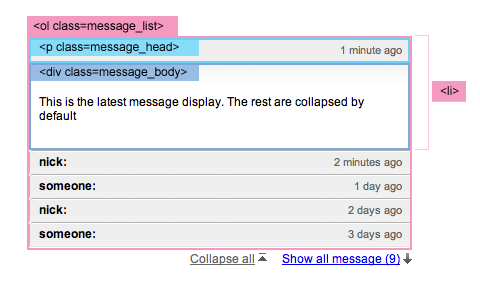 <ol class=message_list>
<p class=message_head> 1 minute ago
<div class=message_body>
<li>
This is the latest message display. The rest are collapsed by
default
nick: 2 minutes ago
someone: 1 day ago
nick: 2 days ago
someone: 3 days ago
Collapse all Show all message (9)